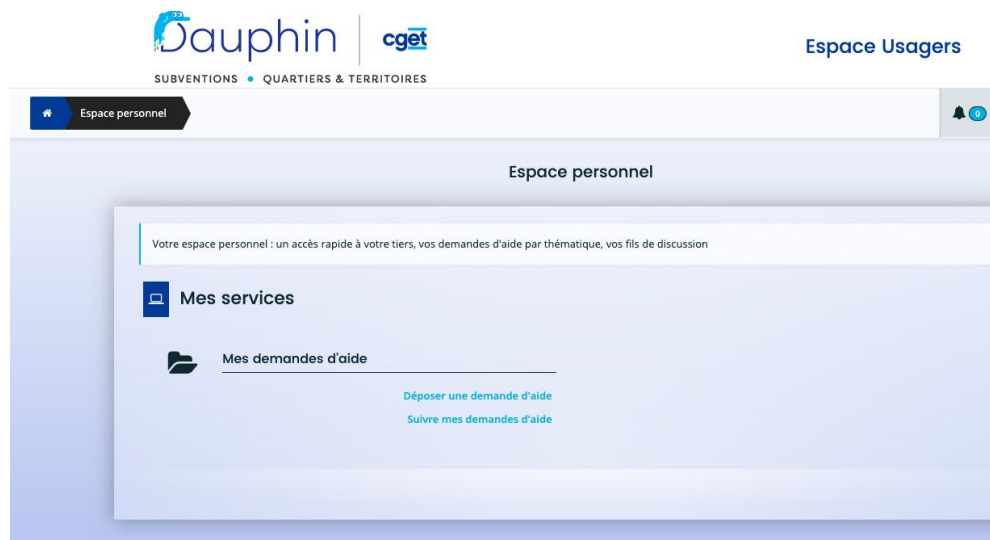 Dauphin
cget
Espace Usagers
SUBVENTIONS • QUARTIERS & TERRITOIRES
Espace personnel
0
Espace personnel
Votre espace personnel : un accès rapide à votre tiers, vos demandes d'aide par thématique, vos fils de discussion
Mes services
Mes demandes d'aide
Déposer une demande d'aide
Suivre mes demandes d'aide